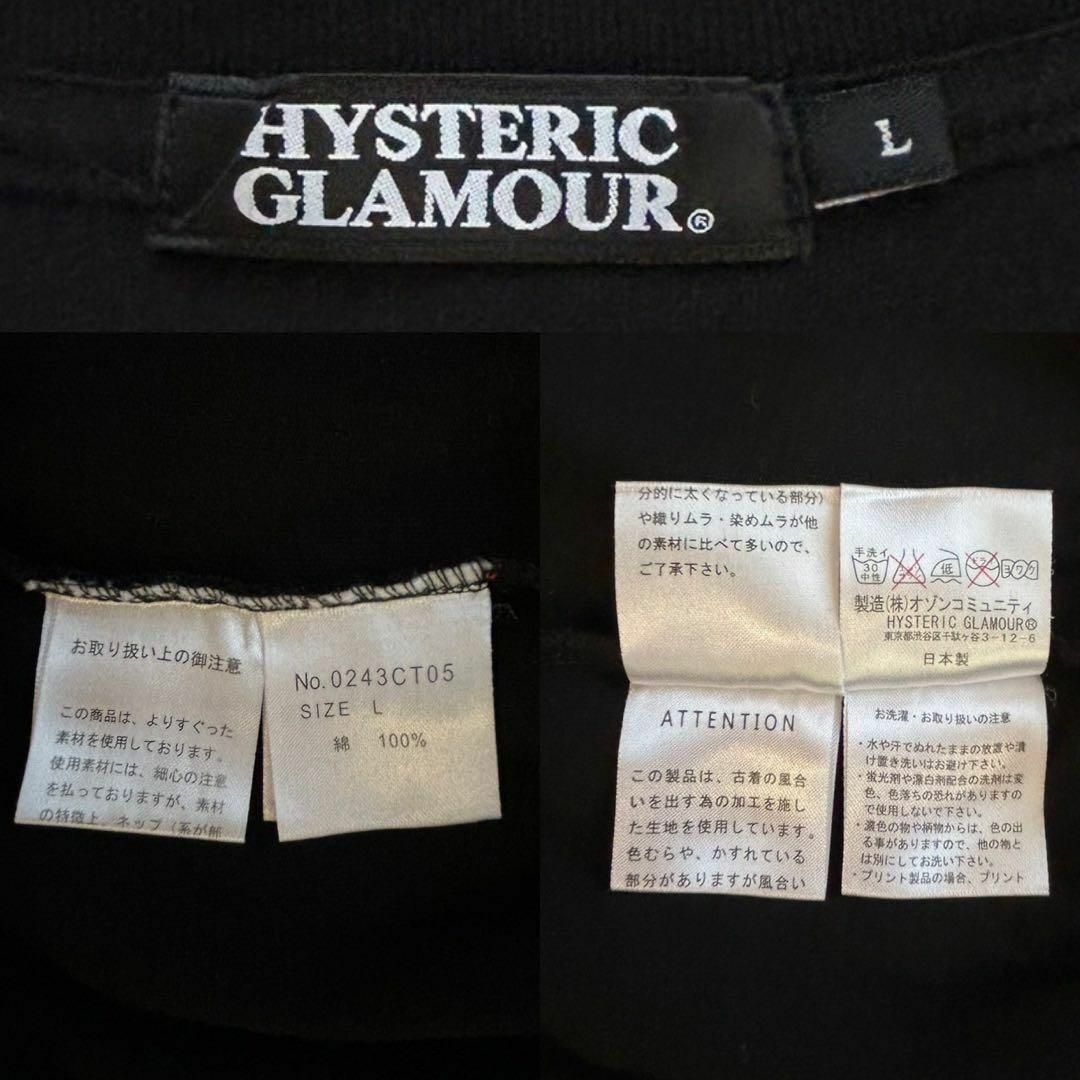 HYSTERIC
GLAMOUR®
L
お取り扱い上の御注意
この商品は、よりすぐった
素材を使用しております。
使用素材には、細心の注意
を払っておりますが、素材
の特徴上、ネップ(糸が部
No.0243CT05
SIZE L
綿 100%
分的に太くなっている部分)
や織りムラ・染めムラが他
の素材に比べて多いので、
ご了承下さい。
手洗イ
30
中性
低
ヨワク
製造(株)オゾンコミュニティ
HYSTERIC GLAMOUR®
東京都渋谷区千駄ヶ谷3-12-6
日本製
ATTENTION
この製品は、古着の風合
いを出す為の加工を施し
た生地を使用しています。
色むらや、かすれている
部分がありますが風合い
お洗濯・お取り扱いの注意
・水や汗でぬれたままの放置や漬
け置き洗いはお避け下さい。
・蛍光剤や漂白剤配合の洗剤は変
色、色落ちの恐れがありますの
で使用しないで下さい。
・濃色の物や柄物からは、色の出
る事がありますので、他の物と
は別にしてお洗い下さい。
・プリント製品の場合、プリント